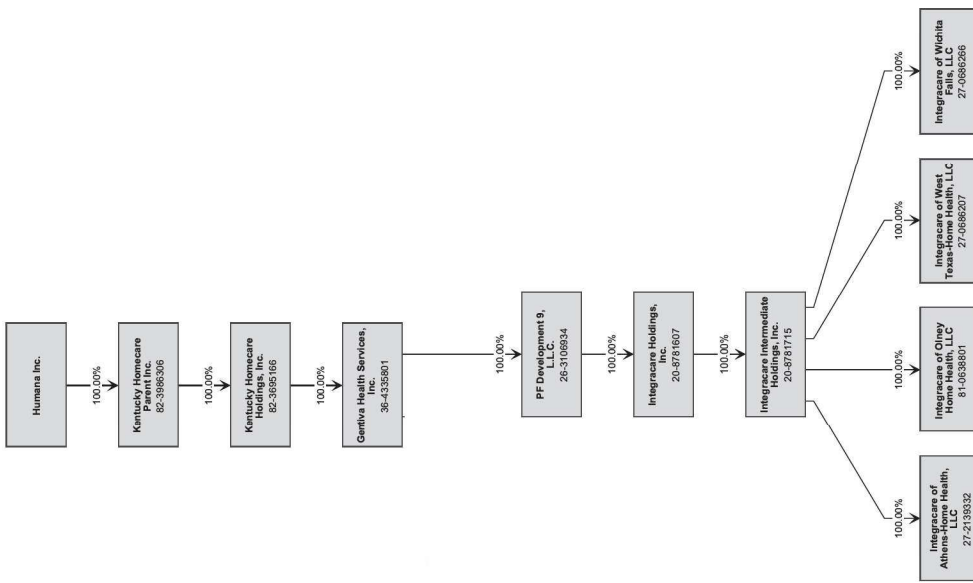 Humana Inc.
100.00%
Kantucky Homecare
Parent Inc.
82-3986306
100.00%
Kantucky Homecare
Holdings, Inc.
82-3695166
100.00%
Gentiva Health Services,
Inc.
36-4335801
100.00%
PF Development 9,
L.L.C.
26-3106934
100.00%
Integracare Holdings,
Inc.
20-8781607
100.00%
Integracare Intermediate
Holdings, Inc.
20-8781715
100.00%
100.00%
100.00%
100.00%
Integracare of
Athens-Home Health,
LLC
27-2139332
Integracare of Olney
Home Health, LLC
81-0638801
Integracare of West
Texas-Home Health, LLC
27-0686207
Integracare of Wichita
Falls, LLC
27-0686266